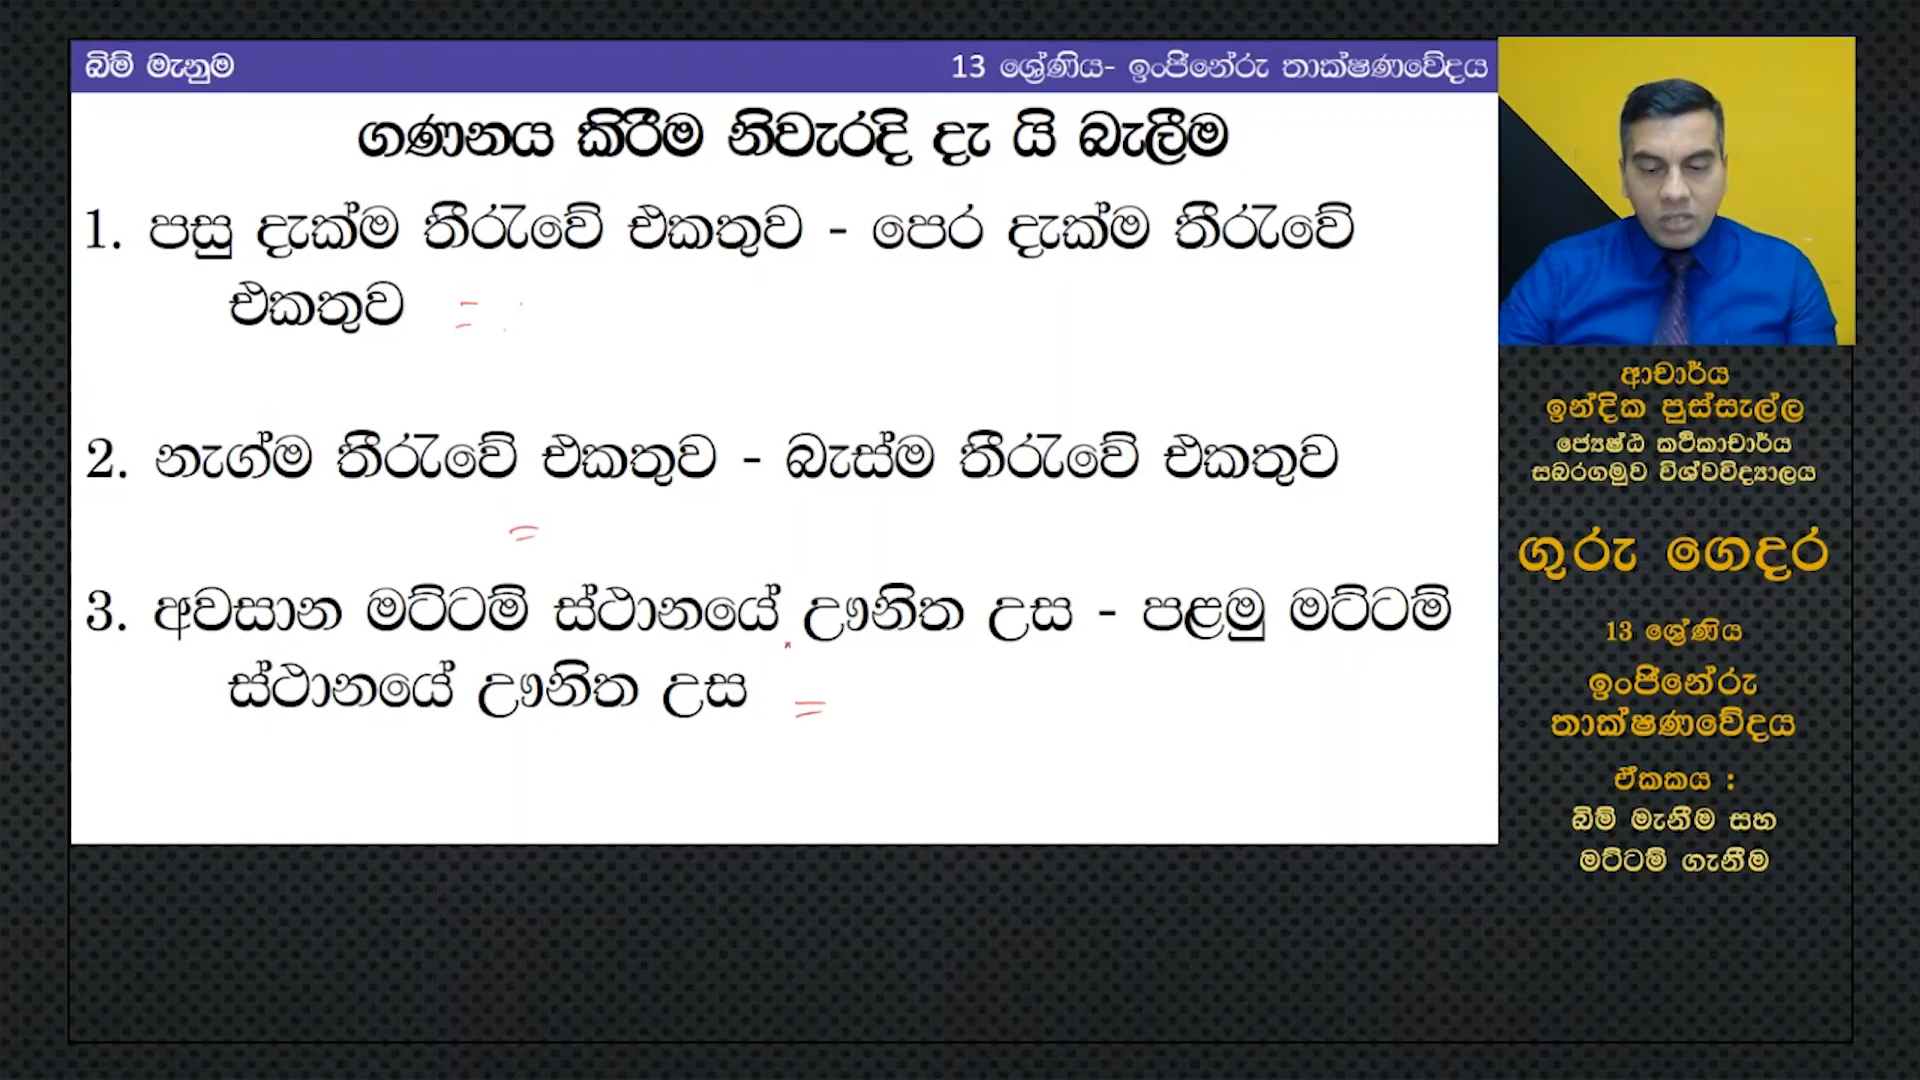 බිම් මැනුම
13 ශ්‍රේණිය- ඉංජිනේරු තාක්ෂණවේදය
ගණනය කිරීම නිවැරදි දැ යි බැලීම
1. පසු දැක්ම තීරැවේ එකතුව - පෙර දැක්ම තීරැවේ
එකතුව =
2. නැග්ම තීරැවේ එකතුව - බැස්ම තීරැවේ එකතුව
=
3. අවසාන මට්ටම් ස්ථානයේ ඌනිත උස - පළමු මට්ටම්
ස්ථානයේ ඌනිත උස =
ආචාර්ය
ඉන්දික පුස්සැල්ල
ජ්‍යෙෂ්ඨ කථිකාචාර්ය
සබරගමුව විශ්වවිද්‍යාලය
ගුරු ගෙදර
13 ශ්‍රේණිය
ඉංජිනේරු
තාක්ෂණවේදය
ඒකකය :
බිම් මැනීම සහ
මට්ටම් ගැනීම